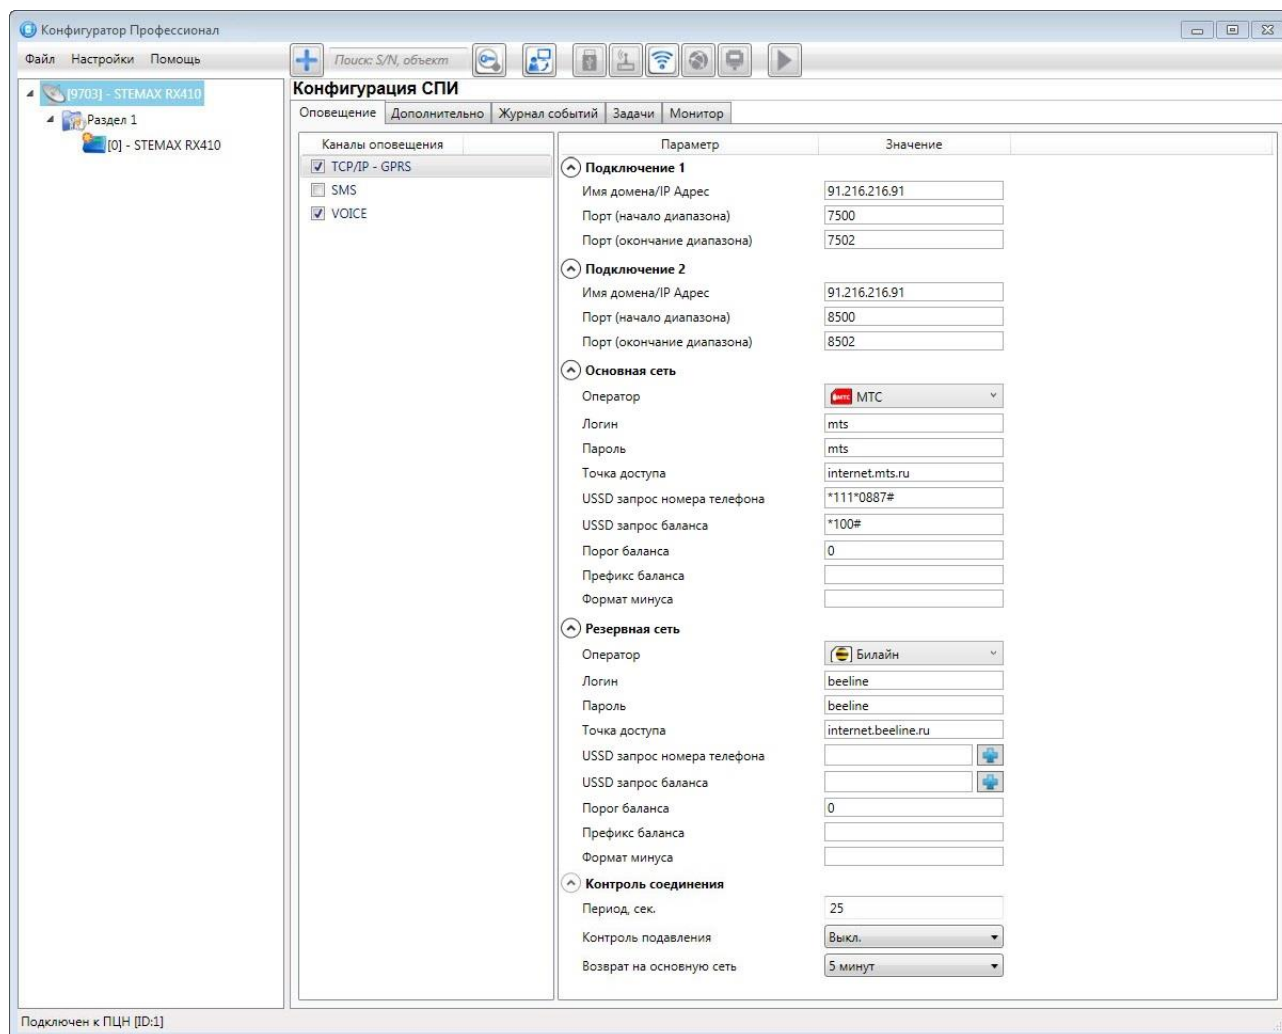 Конфигуратор Профессионал
Файл Настройки Помощь
Поиск: S/N, объект
[9703] - STEMAX RX410
Раздел 1
[0] - STEMAX RX410
Конфигурация СПИ
Оповещение Дополнительно Журнал событий Задачи Монитор
Каналы оповещения
TCP/IP - GPRS
SMS
VOICE
Параметр Значение
Подключение 1
Имя домена/IP Адрес 91.216.216.91
Порт (начало диапазона) 7500
Порт (окончание диапазона) 7502
Подключение 2
Имя домена/IP Адрес 91.216.216.91
Порт (начало диапазона) 8500
Порт (окончание диапазона) 8502
Основная сеть
Оператор МТС МТС
Логин mts
Пароль mts
Точка доступа internet.mts.ru
USSD запрос номера телефона *111*0887#
USSD запрос баланса *100#
Порог баланса 0
Префикс баланса
Формат минуса
Резервная сеть
Оператор Билайн
Логин beeline
Пароль beeline
Точка доступа internet.beeline.ru
USSD запрос номера телефона
USSD запрос баланса
Порог баланса 0
Префикс баланса
Формат минуса
Контроль соединения
Период, сек. 25
Контроль подавления Выкл.
Возврат на основную сеть 5 минут
Подключен к ПЦН [ID:1]